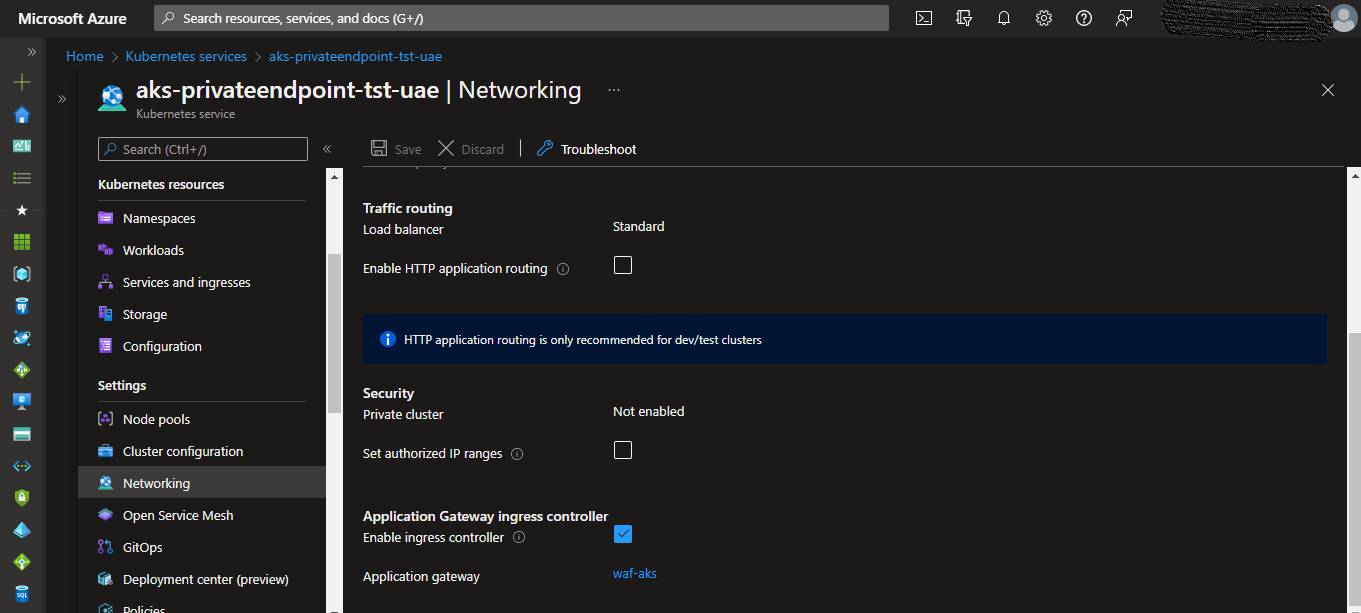 Microsoft Azure
Search resources, services, and docs (G+/)
Home > Kubernetes services > aks-privateendpoint-tst-uae
aks-privateendpoint-tst-uae | Networking ...
Kubernetes service
Search (Ctrl+/)
Save Discard Troubleshoot
Kubernetes resources
Namespaces
Workloads
Services and ingresses
Storage
Configuration
Settings
Node pools
Cluster configuration
Networking
Open Service Mesh
GitOps
Deployment center (preview)
Policies
Traffic routing
Load balancer Standard
Enable HTTP application routing
HTTP application routing is only recommended for dev/test clusters
Security
Private cluster Not enabled
Set authorized IP ranges
Application Gateway ingress controller
Enable ingress controller
Application gateway waf-aks